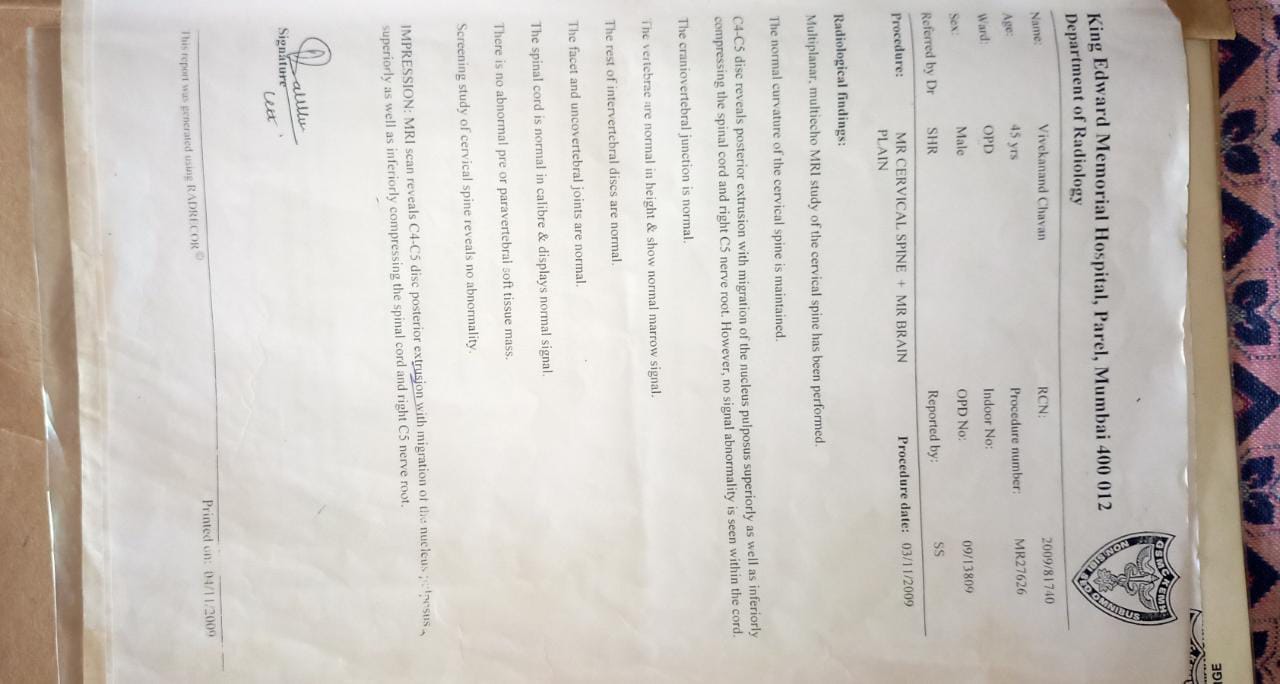 King Edward Memorial Hospital, Parel, Mumbai 400 012
Department of Radiology
GSMC & KEMH
NON SIBI SED OMNIBUS
Name: Vivekanand Chavan RCN: 2009/81740
Age: 45 yrs Procedure number: MR27626
Ward: OPD Indoor No:
Sex: Male OPD No: 09/13809
Referred by Dr SHR Reported by: SS
Procedure: MR CERVICAL SPINE + MR BRAIN Procedure date: 03/11/2009
PLAIN
Radiological findings:
Multiplanar, multiecho MRI study of the cervical spine has been performed.
The normal curvature of the cervical spine is maintained.
C4-C5 disc reveals posterior extrusion with migration of the nucleus pulposus superiorly as well as inferiorly
compressing the spinal cord and right C5 nerve root. However, no signal abnormality is seen within the cord.
The craniovertebral junction is normal.
The vertebrae are normal in height & show normal marrow signal.
The rest of intervertebral discs are normal.
The facet and uncovertebral joints are normal.
The spinal cord is normal in calibre & displays normal signal.
There is no abnormal pre or paravertebral soft tissue mass.
Screening study of cervical spine reveals no abnormality.
IMPRESSION: MRI scan reveals C4-C5 disc posterior extrusion with migration of the nucleus pulposus
superiorly as well as inferiorly compressing the spinal cord and right C5 nerve root.
Signature
This report was generated using RADRECOR©
Printed on: 04/11/2009